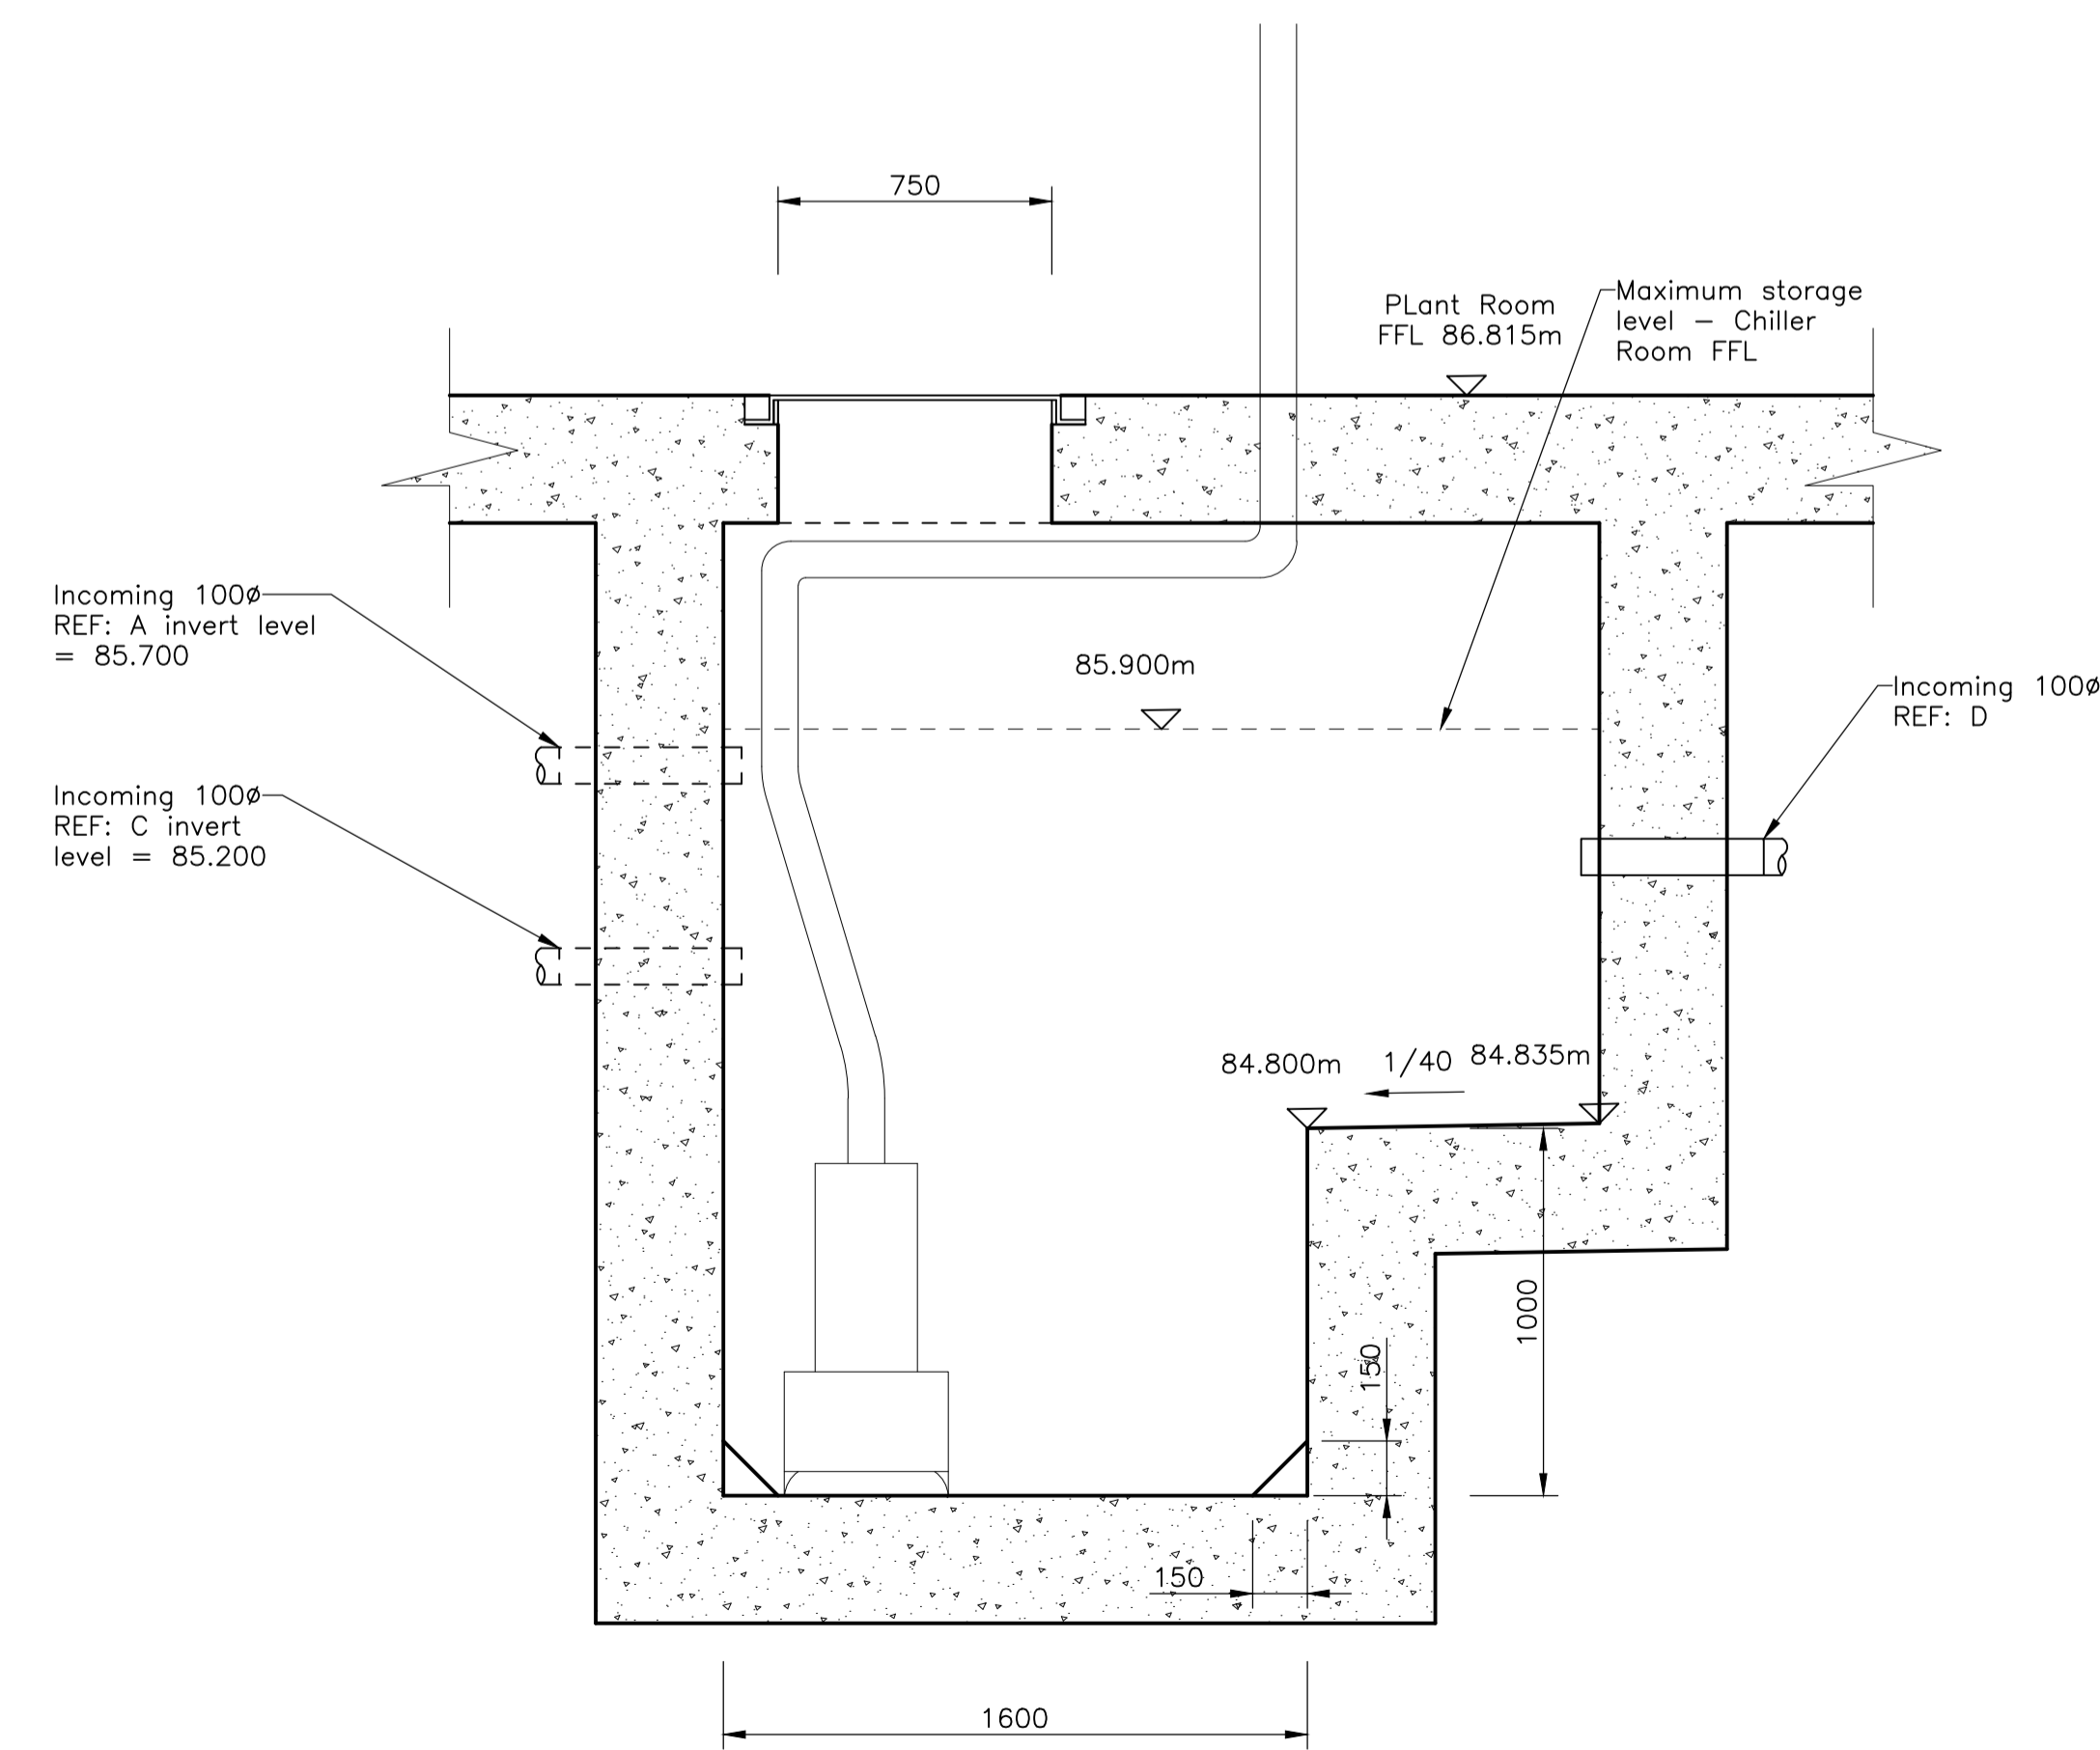 750
PLant Room
FFL 86.815m
Maximum storage
level – Chiller
Room FFL
Incoming 100ø
REF: A invert level
= 85.700
85.900m
Incoming 100ø
REF: D
Incoming 100ø
REF: C invert
level = 85.200
84.800m
1/40
84.835m
1000
150
150
1600